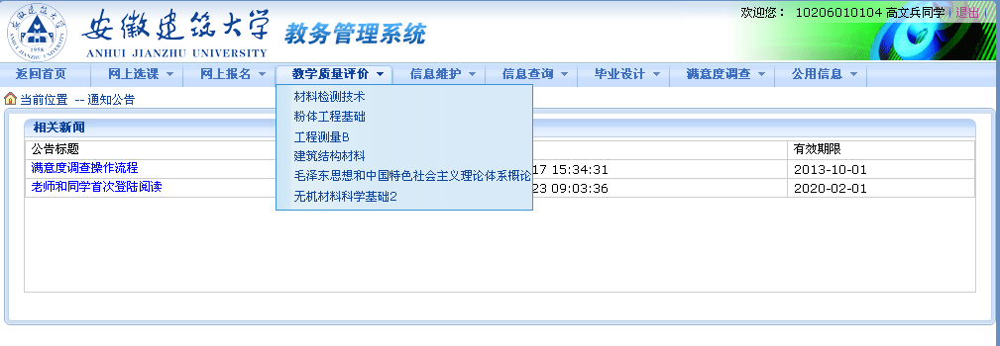 欢迎您： 10206010104 高文兵同学 退出
安徽建筑大学
ANHUI JIANZHU UNIVERSITY
1958
教务管理系统
返回首页 网上选课 网上报名 教学质量评价 信息维护 信息查询 毕业设计 满意度调查 公用信息
当前位置 -- 通知公告
材料检测技术
粉体工程基础
工程测量B
建筑结构材料
毛泽东思想和中国特色社会主义理论体系概论
无机材料科学基础2
相关新闻
公告标题 有效期限
满意度调查操作流程 17 15:34:31 2013-10-01
老师和同学首次登陆阅读 23 09:03:36 2020-02-01